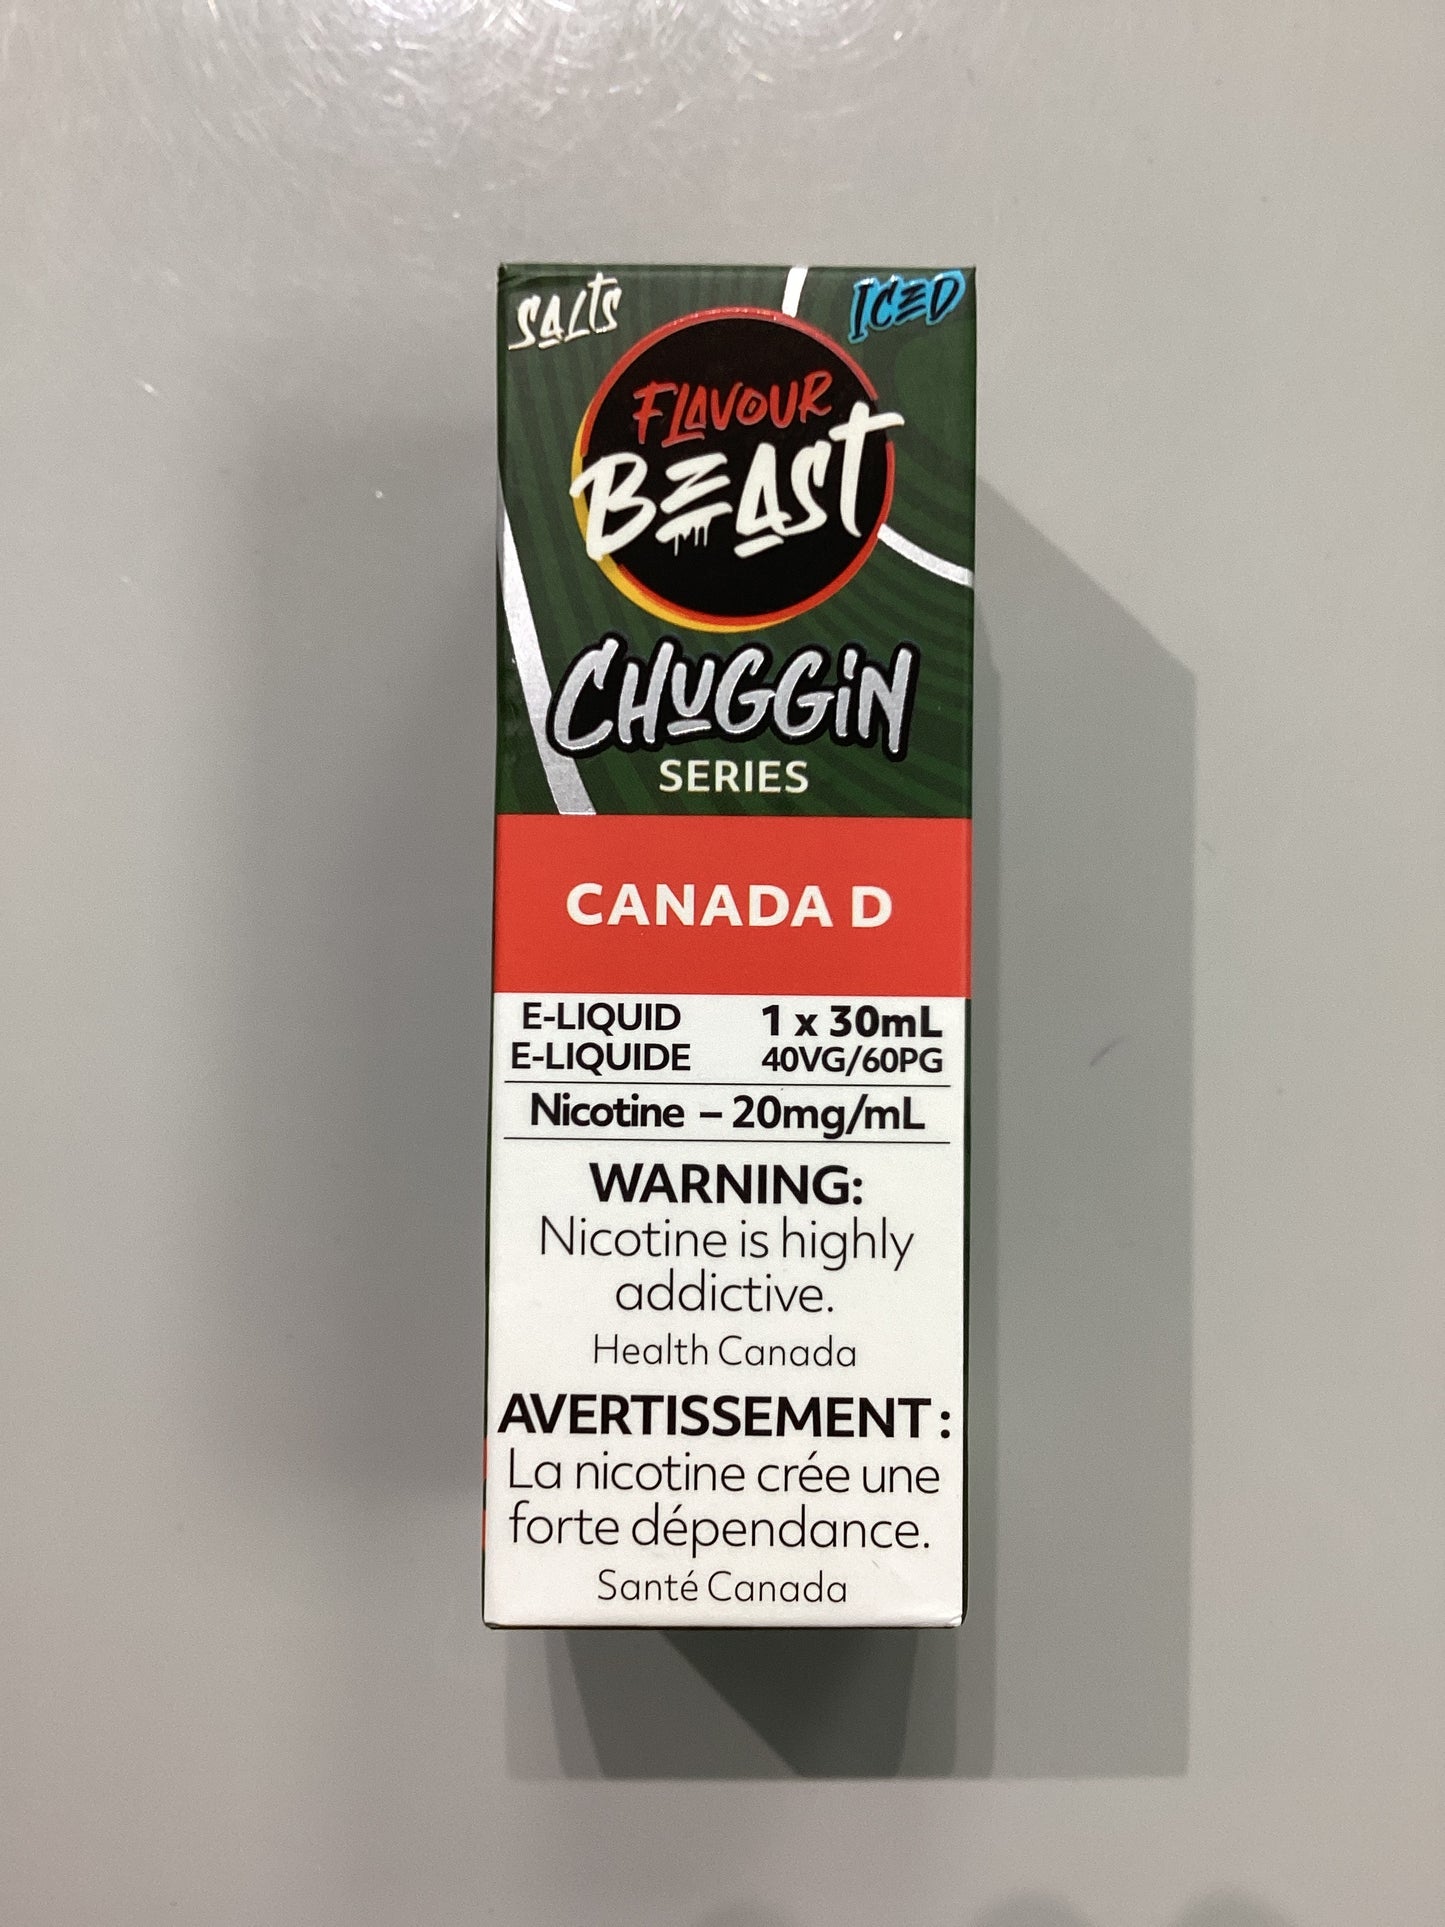 SALTS
ICED
FLAVOUR
BEAST
CHUGGiN
SERIES
CANADA D
E-LIQUID 1 x 30mL
E-LIQUIDE 40VG/60PG
Nicotine – 20mg/mL
WARNING:
Nicotine is highly
addictive.
Health Canada
AVERTISSEMENT :
La nicotine crée une
forte dépendance.
Santé Canada